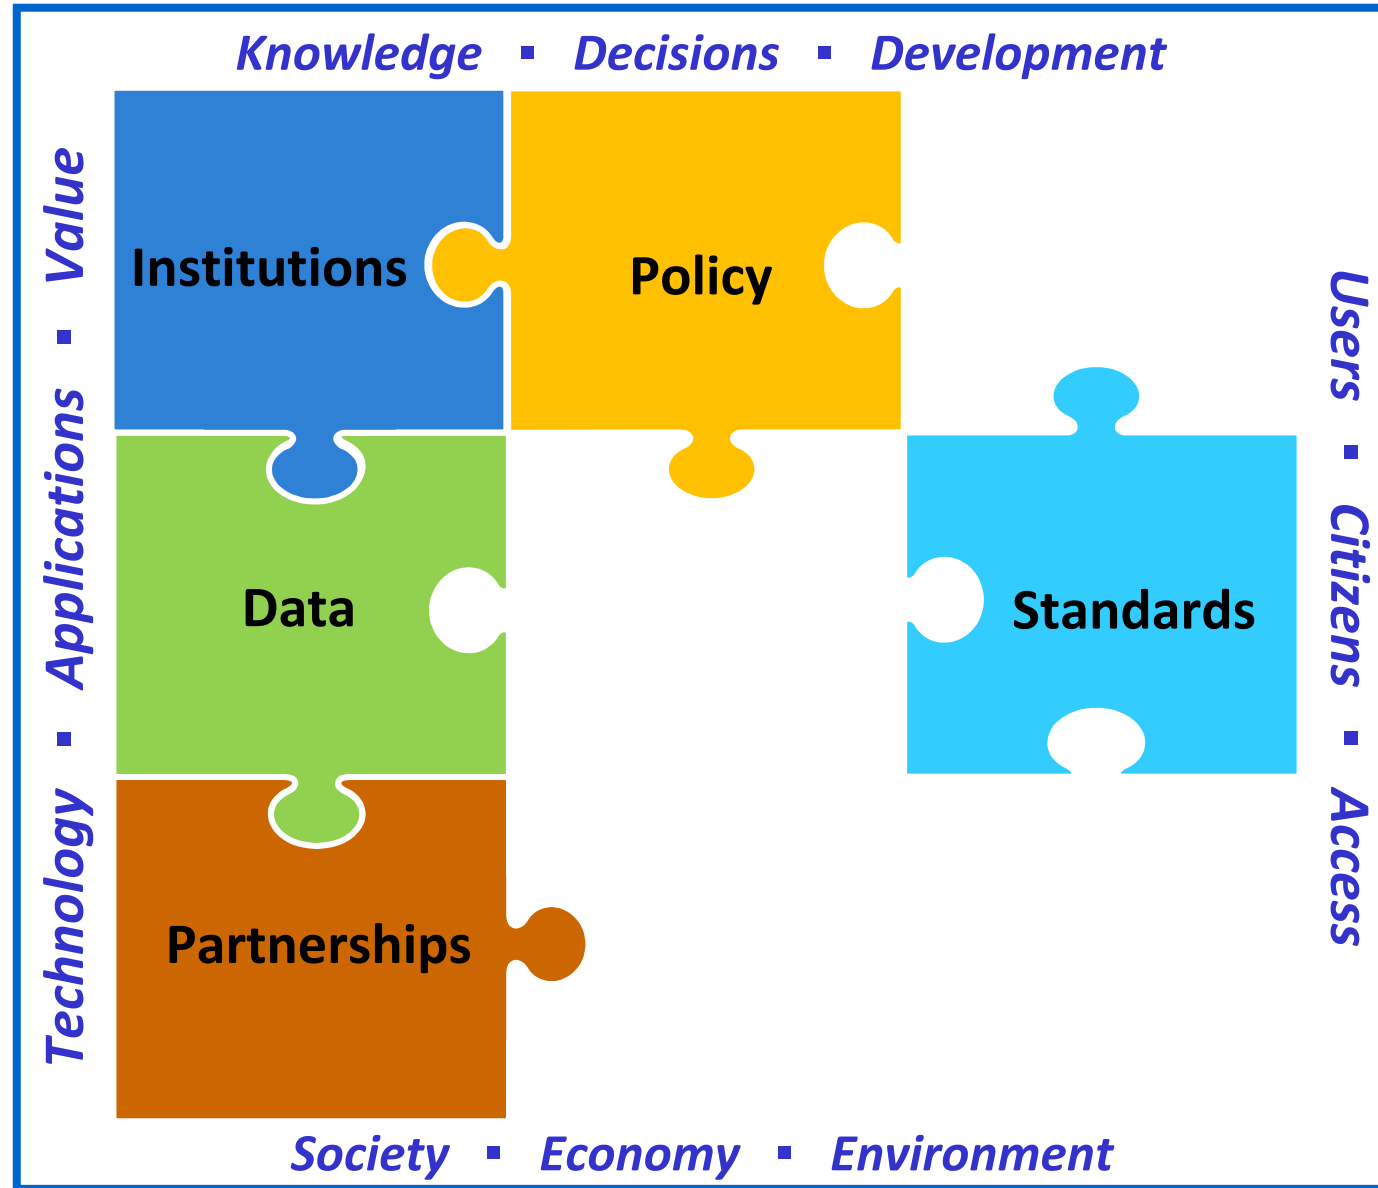 Knowledge ▪ Decisions ▪ Development
Technology ▪ Applications ▪ Value
Institutions
Policy
Data
Standards
Partnerships
Users ▪ Citizens ▪ Access
Society ▪ Economy ▪ Environment